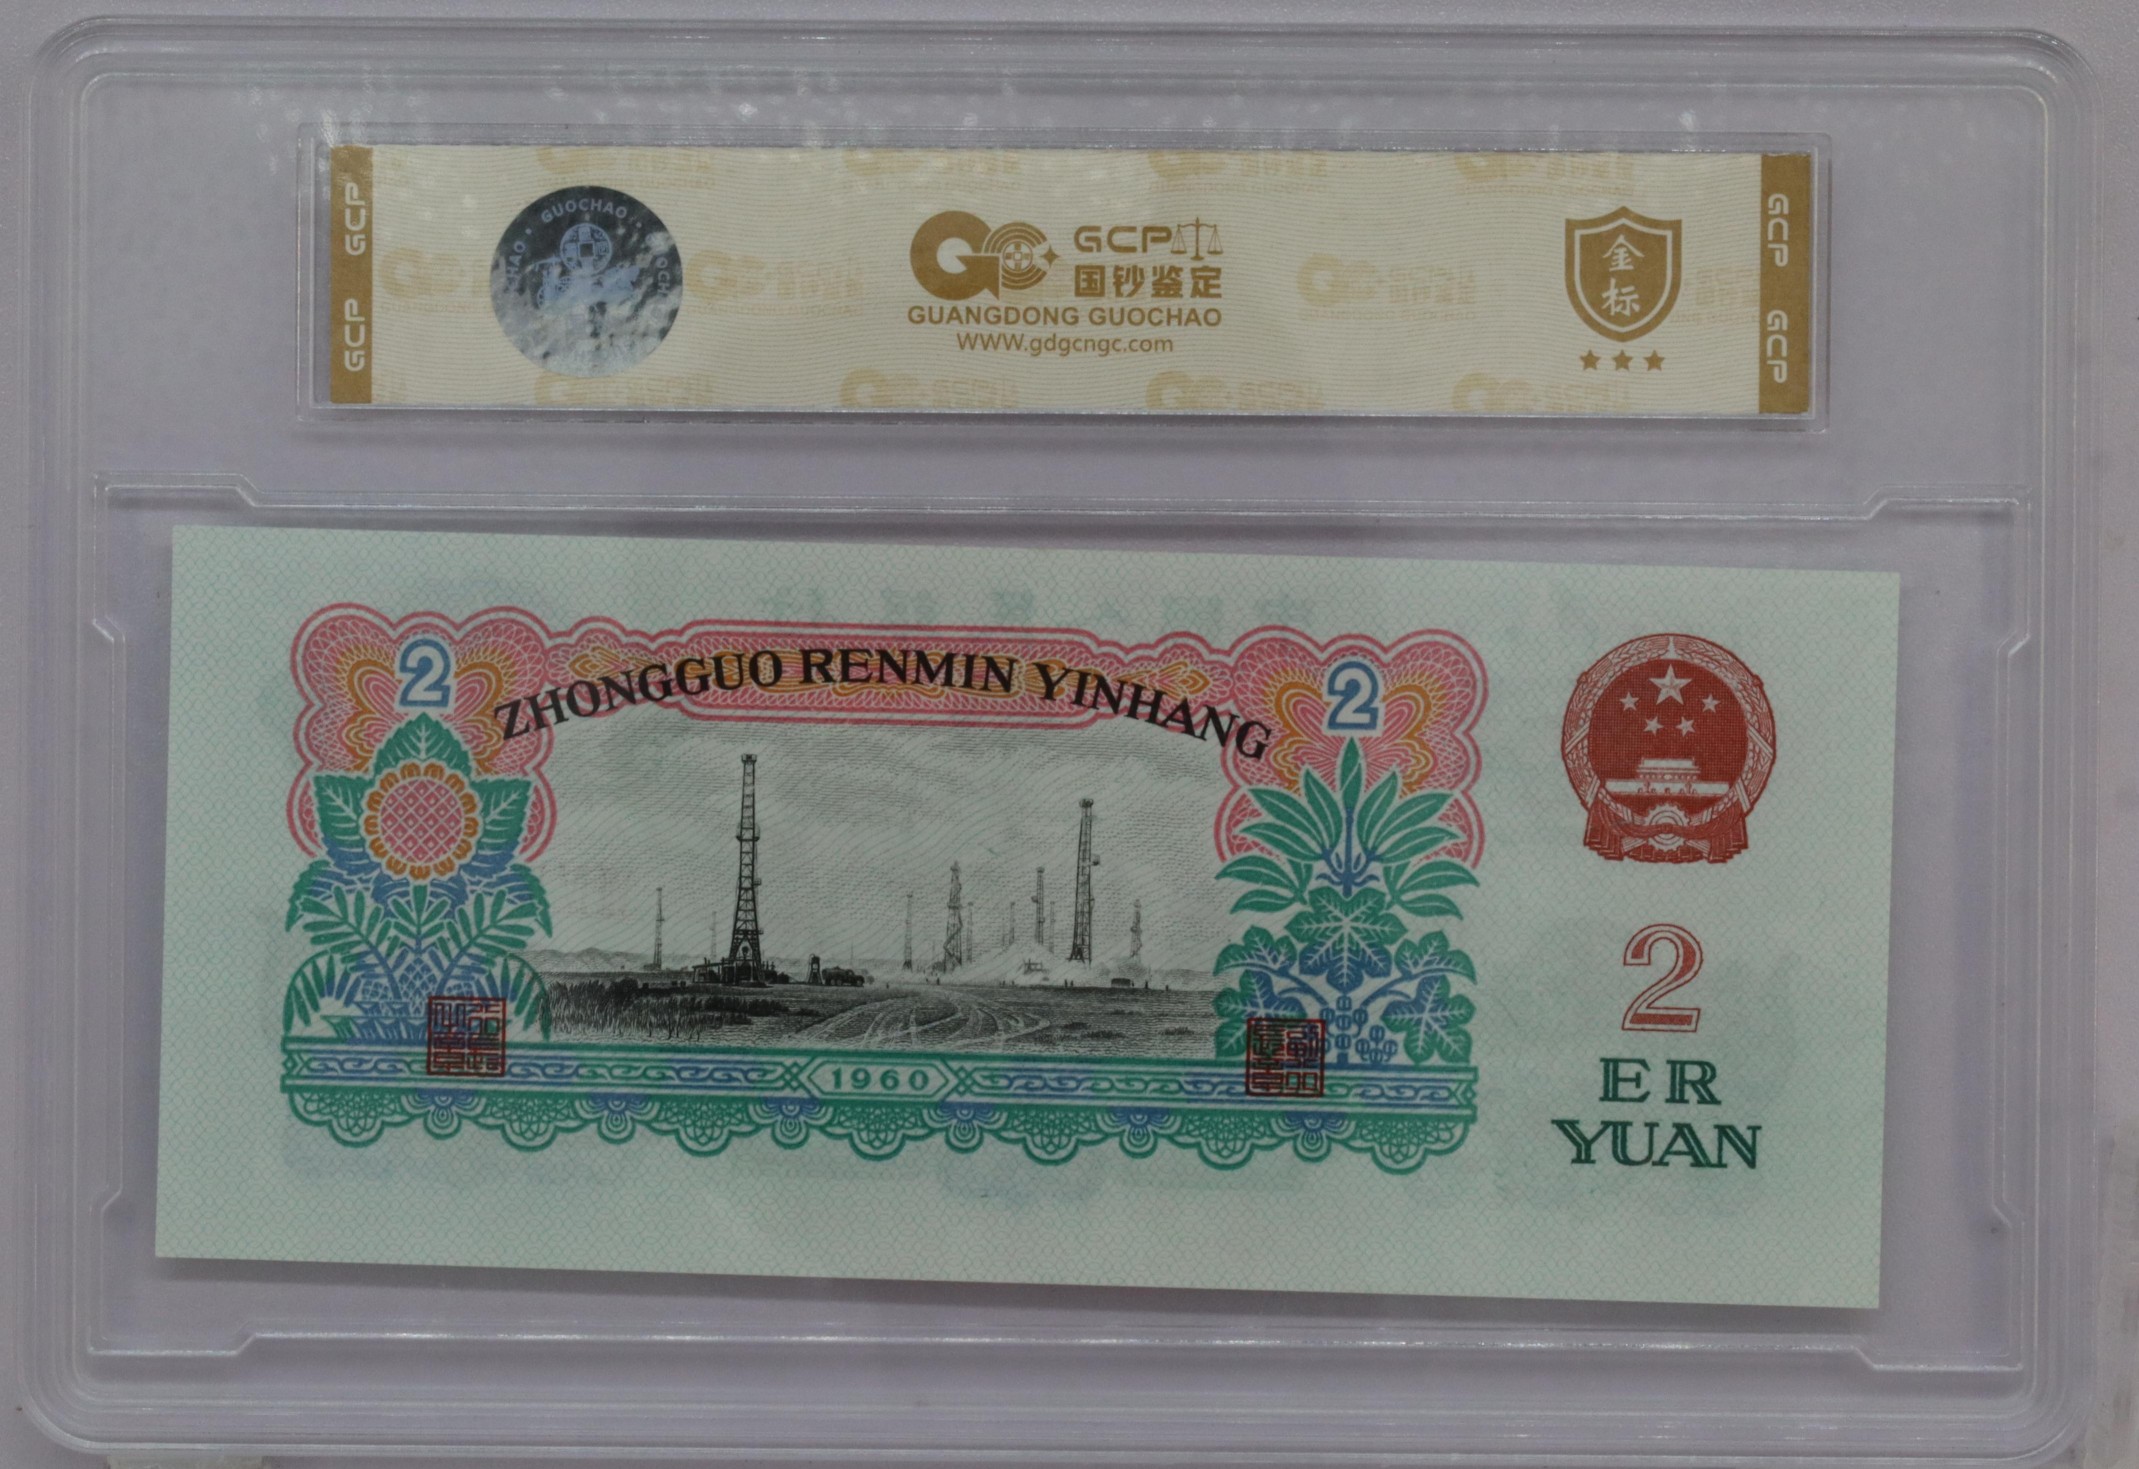 GCP
GCP
GUOCHAO
GCP
国钞鉴定
GUANGDONG GUOCHAO
www.gdgcngc.com
金标
GCP
GCP
2
ZHONGGUO RENMIN YINHANG
2
1960
2
ER
YUAN